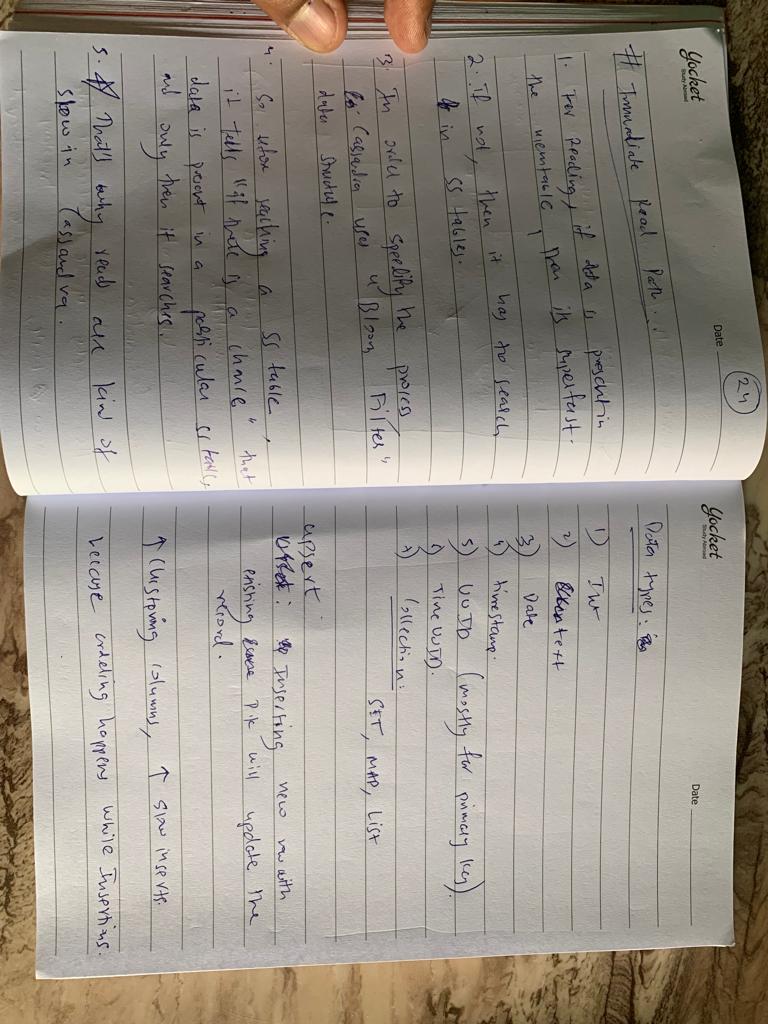 24
Date
Yocket
Study Abroad
# Immediate Read Path...
1. For Reading, if data is present in
the memtable, then its superfast.
2. If not, then it has to search
in SS tables.
3. In order to speedify the process,
Cassandra uses "Bloom Filter"
data structure.
4. So when seaching a SS table,
it tells "if there is a chance" that
data is present in a particular SS table,
and only then it searches.
5. That's why reads are kind of
slow in Cassandra.
Yocket
Study Abroad
Date
Data types:
1) Int
2) text
3) Date
4) timestamp.
5) UUID (mostly for primary key).
6) Time UUID.
7) Collection:
SET, MAP, LIST
upsert
: Inserting new row with
existing P.K will update the
record.
↑ Clustering columns, ↑ slow inserts.
because ordering happens while Inserting.